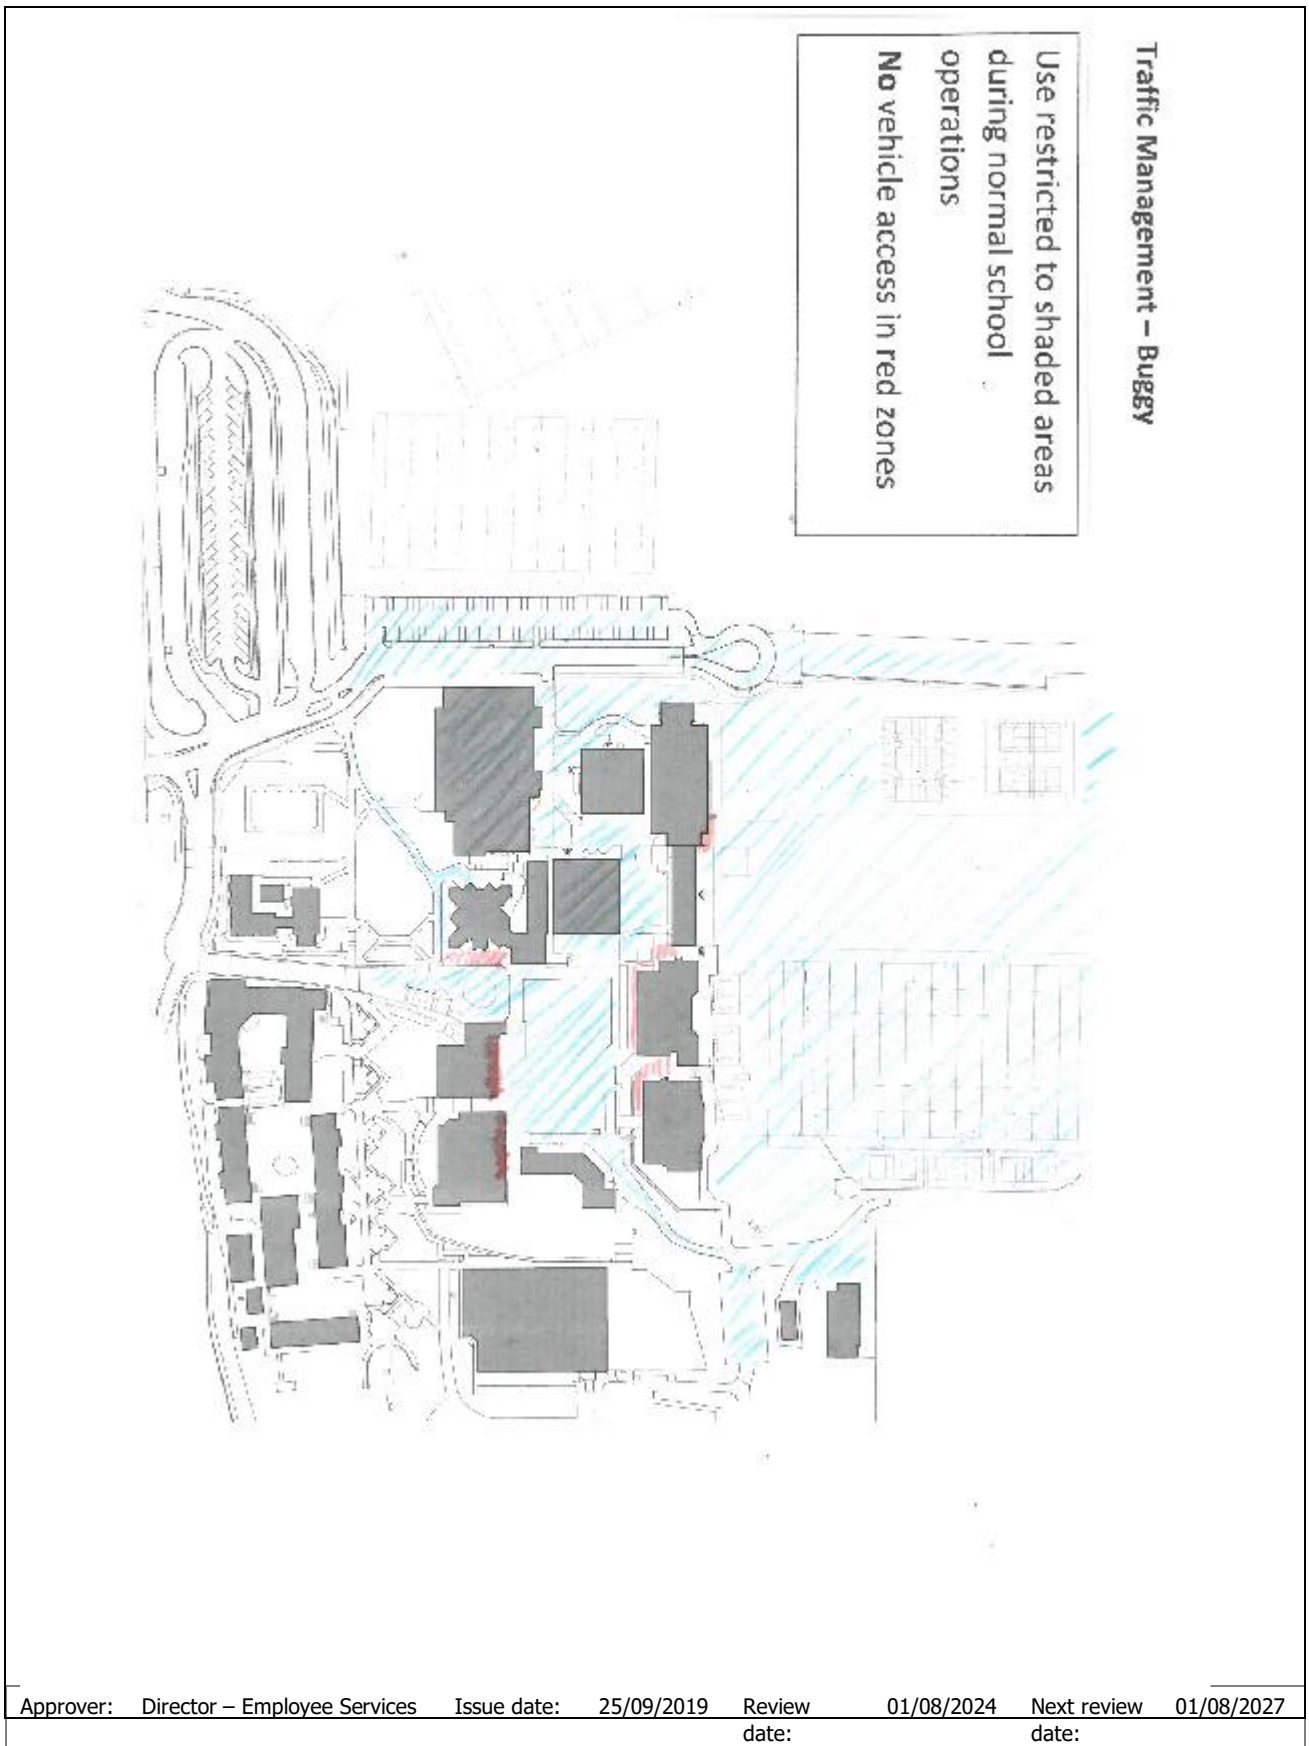 Traffic Management – Buggy
Use restricted to shaded areas
during normal school
operations
No vehicle access in red zones
Approver: Director – Employee Services Issue date: 25/09/2019 Review date: 01/08/2024 Next review date: 01/08/2027